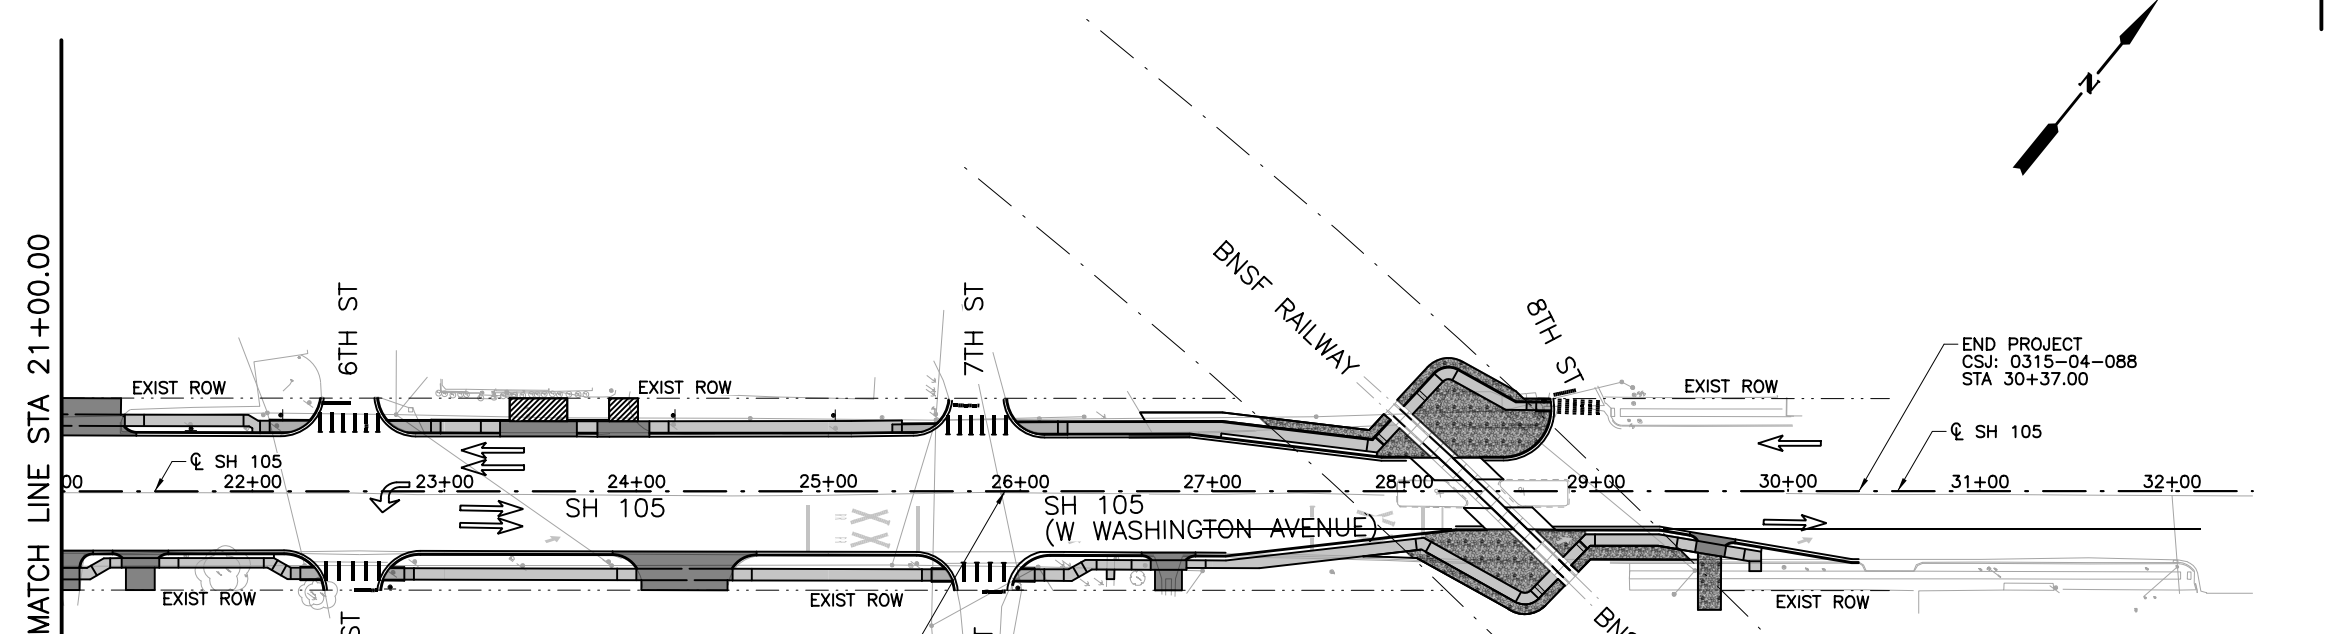 N
MATCH LINE STA 21+00.00
6TH ST
7TH ST
BNSF RAILWAY
8TH ST
END PROJECT
CSJ: 0315-04-088
STA 30+37.00
EXIST ROW
EXIST ROW
EXIST ROW
℄ SH 105
℄ SH 105
00
22+00
23+00
24+00
25+00
26+00
27+00
28+00
29+00
30+00
31+00
32+00
SH 105
SH 105
(W WASHINGTON AVENUE)
EXIST ROW
EXIST ROW
EXIST ROW
ST
BNS